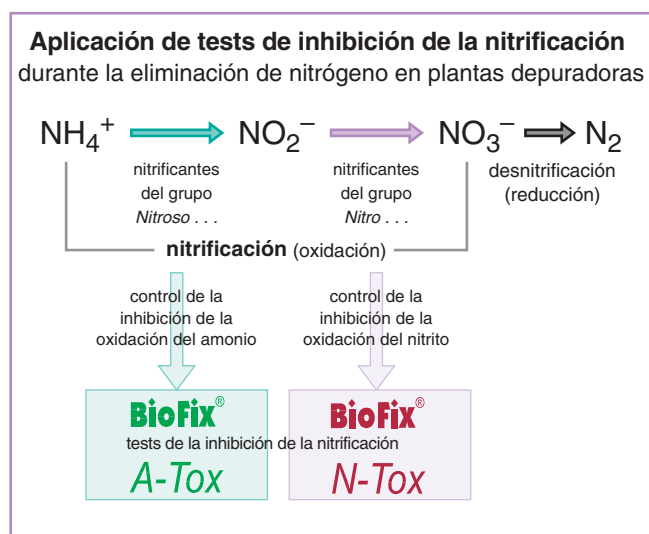 Aplicación de tests de inhibición de la nitrificación
durante la eliminación de nitrógeno en plantas depuradoras
NH₄⁺ NO₂⁻ NO₃⁻ N₂
nitrificantes
del grupo
Nitroso . . .
nitrificantes
del grupo
Nitro . . .
desnitrificación
(reducción)
nitrificación (oxidación)
control de la
inhibición de la
oxidación del amonio
control de la
inhibición de la
oxidación del nitrito
BioFix® BioFix®
tests de la inhibición de la nitrificación
A-Tox N-Tox